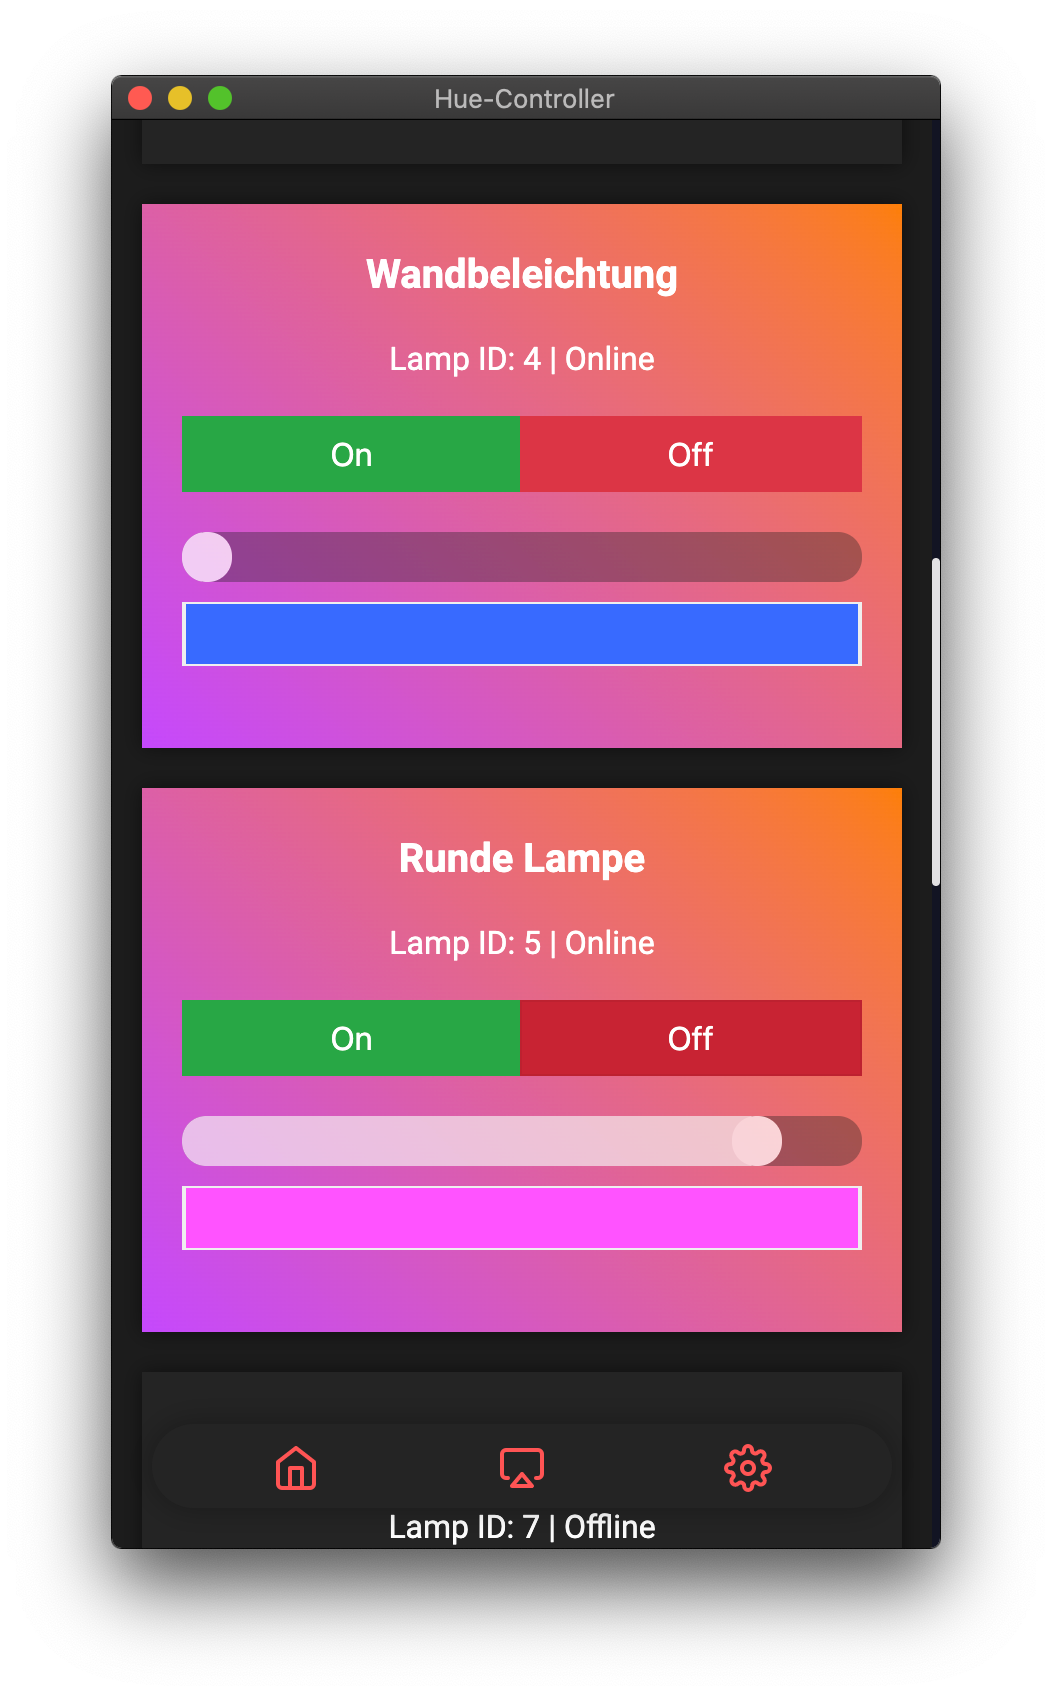 Hue-Controller
Wandbeleichtung
Lamp ID: 4 | Online
On
Off
Runde Lampe
Lamp ID: 5 | Online
On
Off
Lamp ID: 7 | Offline